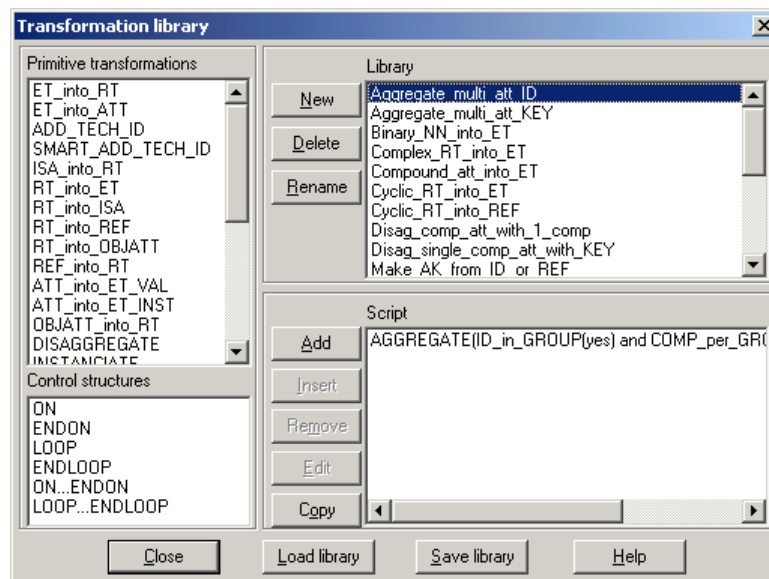 Transformation library
Primitive transformations
ET_into_RT
ET_into_ATT
ADD_TECH_ID
SMART_ADD_TECH_ID
ISA_into_RT
RT_into_ET
RT_into_ISA
RT_into_REF
RT_into_OBJATT
REF_into_RT
ATT_into_ET_VAL
ATT_into_ET_INST
OBJATT_into_RT
DISAGGREGATE
INSTANCIATE
Control structures
ON
ENDON
LOOP
ENDLOOP
ON...ENDON
LOOP...ENDLOOP
New
Delete
Rename
Library
Aggregate_multi_att_ID
Aggregate_multi_att_KEY
Binary_NN_into_ET
Complex_RT_into_ET
Compound_att_into_ET
Cyclic_RT_into_ET
Cyclic_RT_into_REF
Disag_comp_att_with_1_comp
Disag_single_comp_att_with_KEY
Make_AK_from_ID_or_REF
Add
Insert
Remove
Edit
Copy
Script
AGGREGATE(ID_in_GROUP(yes) and COMP_per_GRO
Close
Load library
Save library
Help